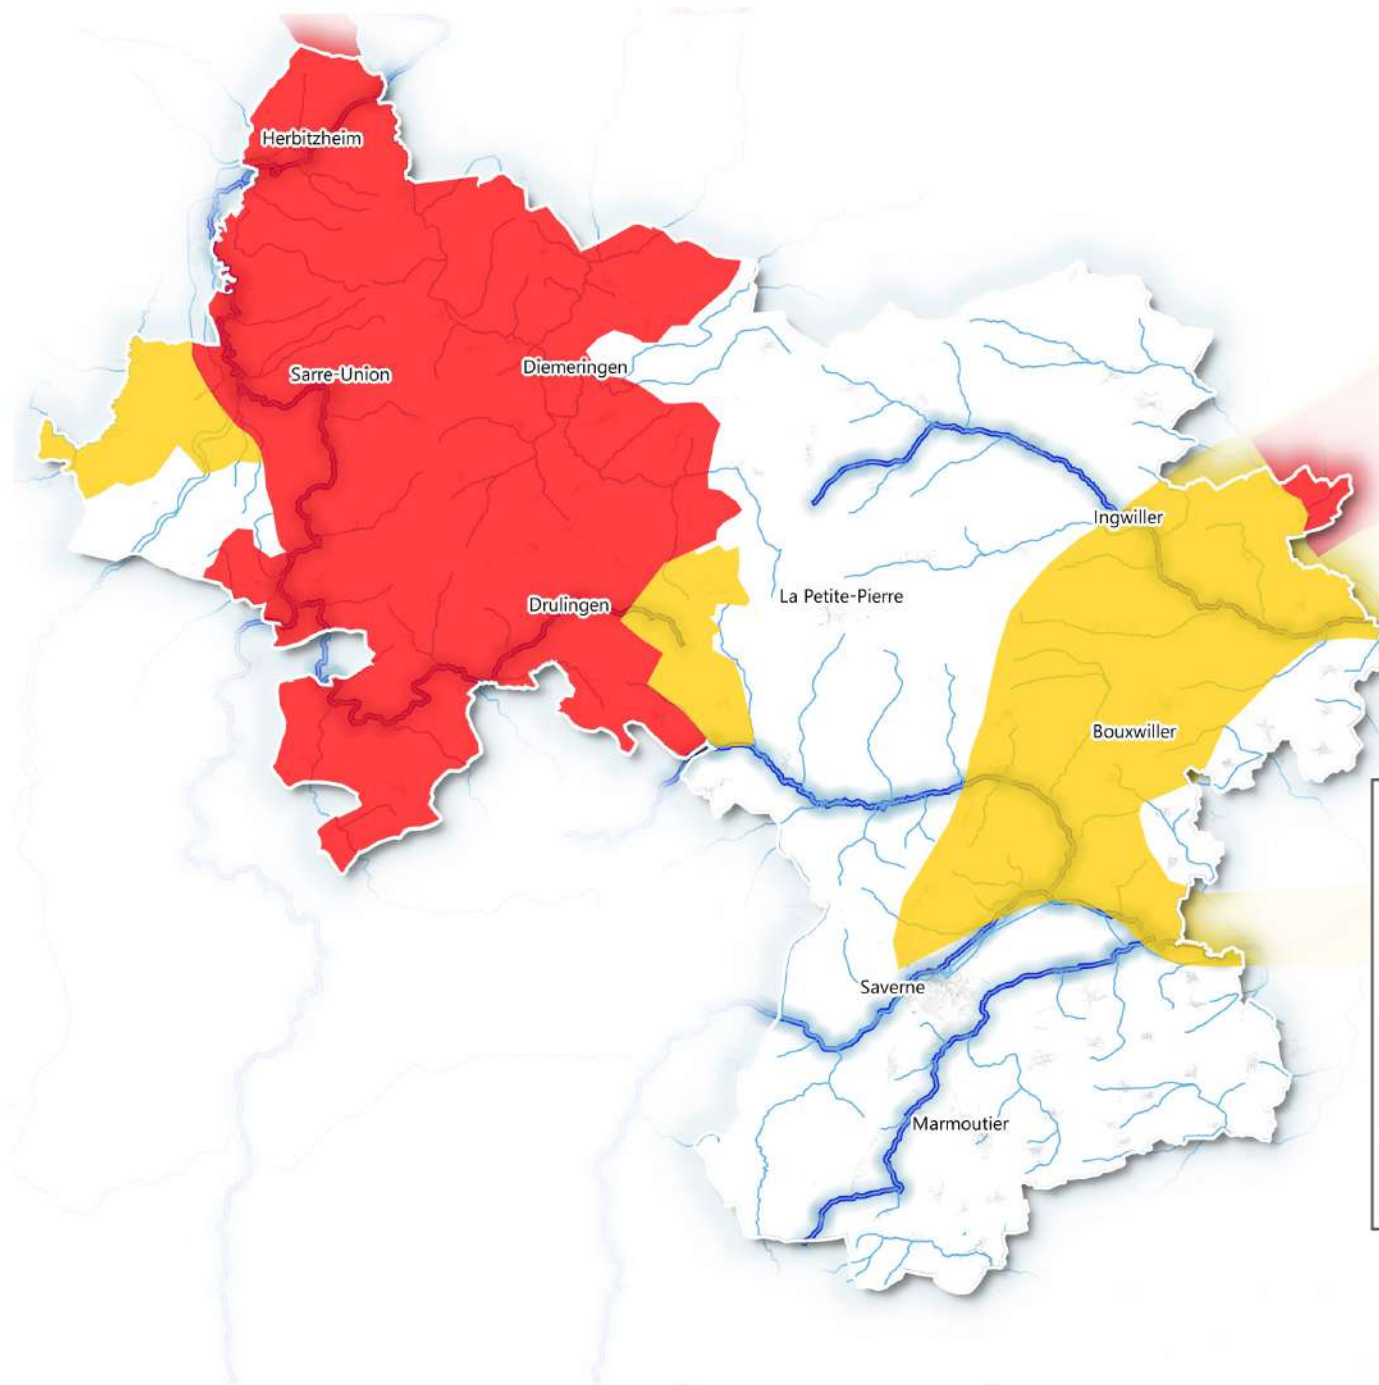 Herbitzheim
Sarre-Union
Diemeringen
Ingwiller
Drulingen
La Petite-Pierre
Bouxwiller
Saverne
Marmoutier